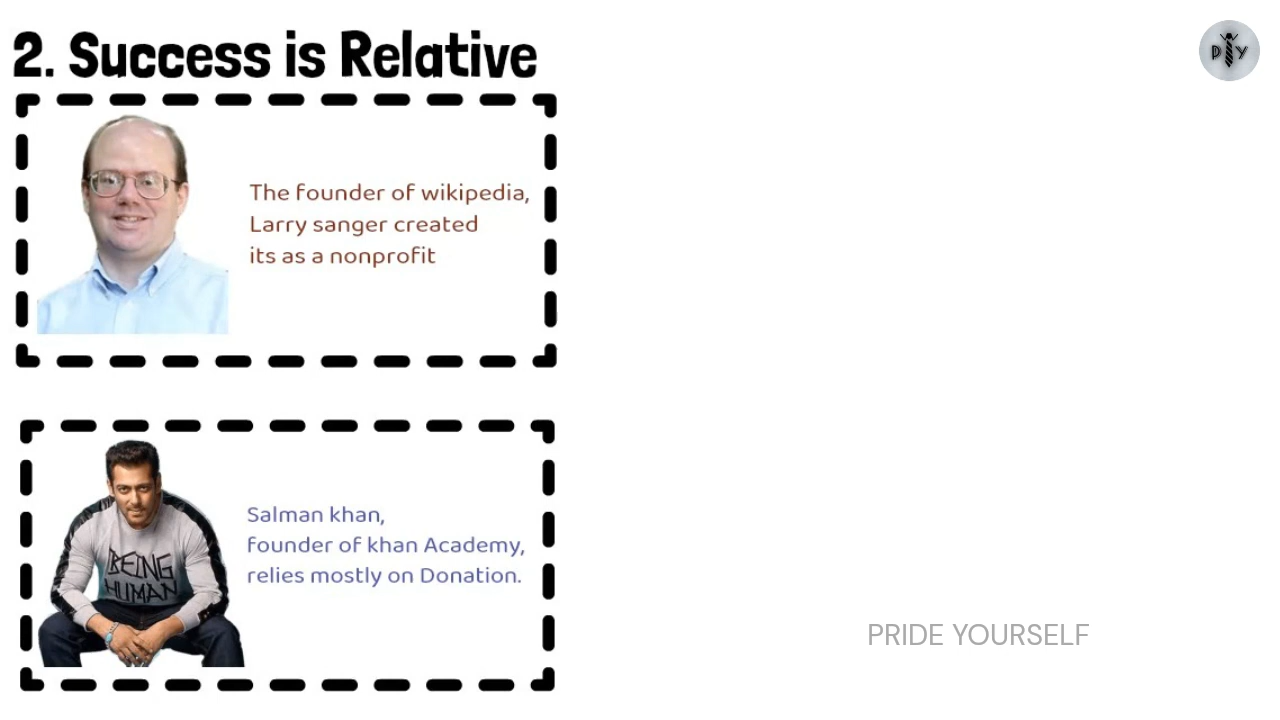 2. Success is Relative
D Y
The founder of wikipedia,
Larry sanger created
its as a nonprofit
BEING
HUMAN
Salman khan,
founder of khan Academy,
relies mostly on Donation.
PRIDE YOURSELF